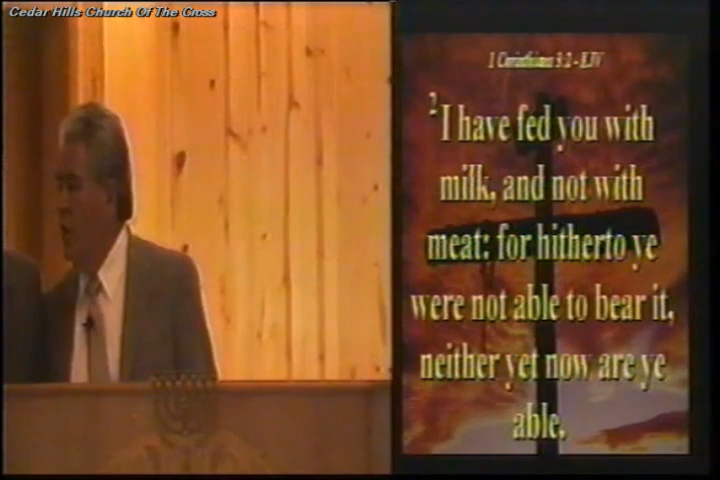 Cedar Hills Church Of The Cross
1 Corinthians 3:2 - KJV
2 I have fed you with
milk, and not with
meat: for hitherto ye
were not able to bear it,
neither yet now are ye
able.